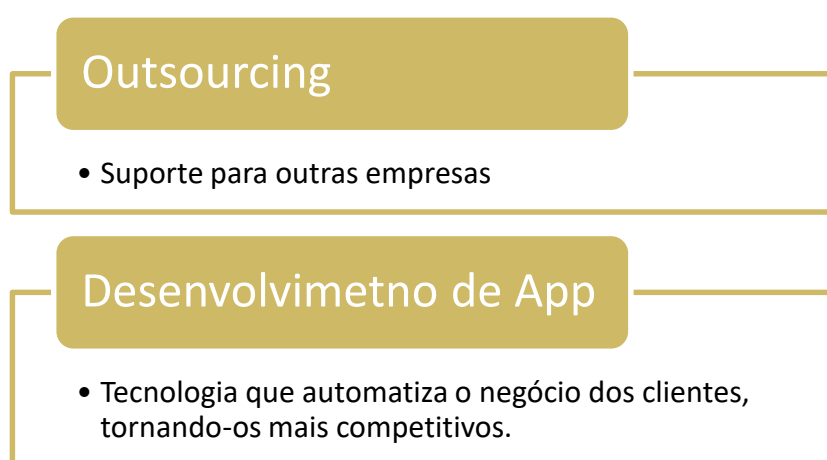 Outsourcing
• Suporte para outras empresas
Desenvolvimetno de App
• Tecnologia que automatiza o negócio dos clientes,
tornando-os mais competitivos.